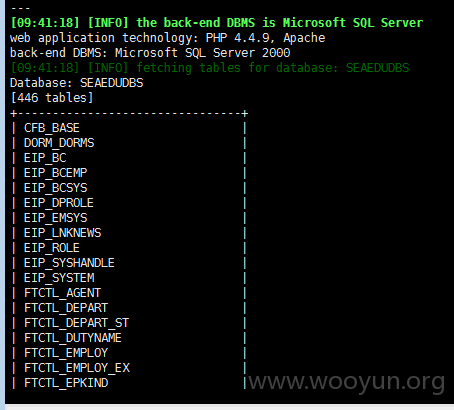 ---
[09:41:18] [INFO] the back-end DBMS is Microsoft SQL Server
web application technology: PHP 4.4.9, Apache
back-end DBMS: Microsoft SQL Server 2000
[09:41:18] [INFO] fetching tables for database: SEAEDUDBS
Database: SEAEDUDBS
[446 tables]
+-------------------------------+
| CFB_BASE |
| DORM_DORMS |
| EIP_BC |
| EIP_BCEMP |
| EIP_BCSYS |
| EIP_DPROLE |
| EIP_EMSYS |
| EIP_LNKNEWS |
| EIP_ROLE |
| EIP_SYSHANDLE |
| EIP_SYSTEM |
| FTCTL_AGENT |
| FTCTL_DEPART |
| FTCTL_DEPART_ST |
| FTCTL_DUTYNAME |
| FTCTL_EMPLOY |
| FTCTL_EMPLOY_EX |
| FTCTL_EPKIND |
www.wooyun.org